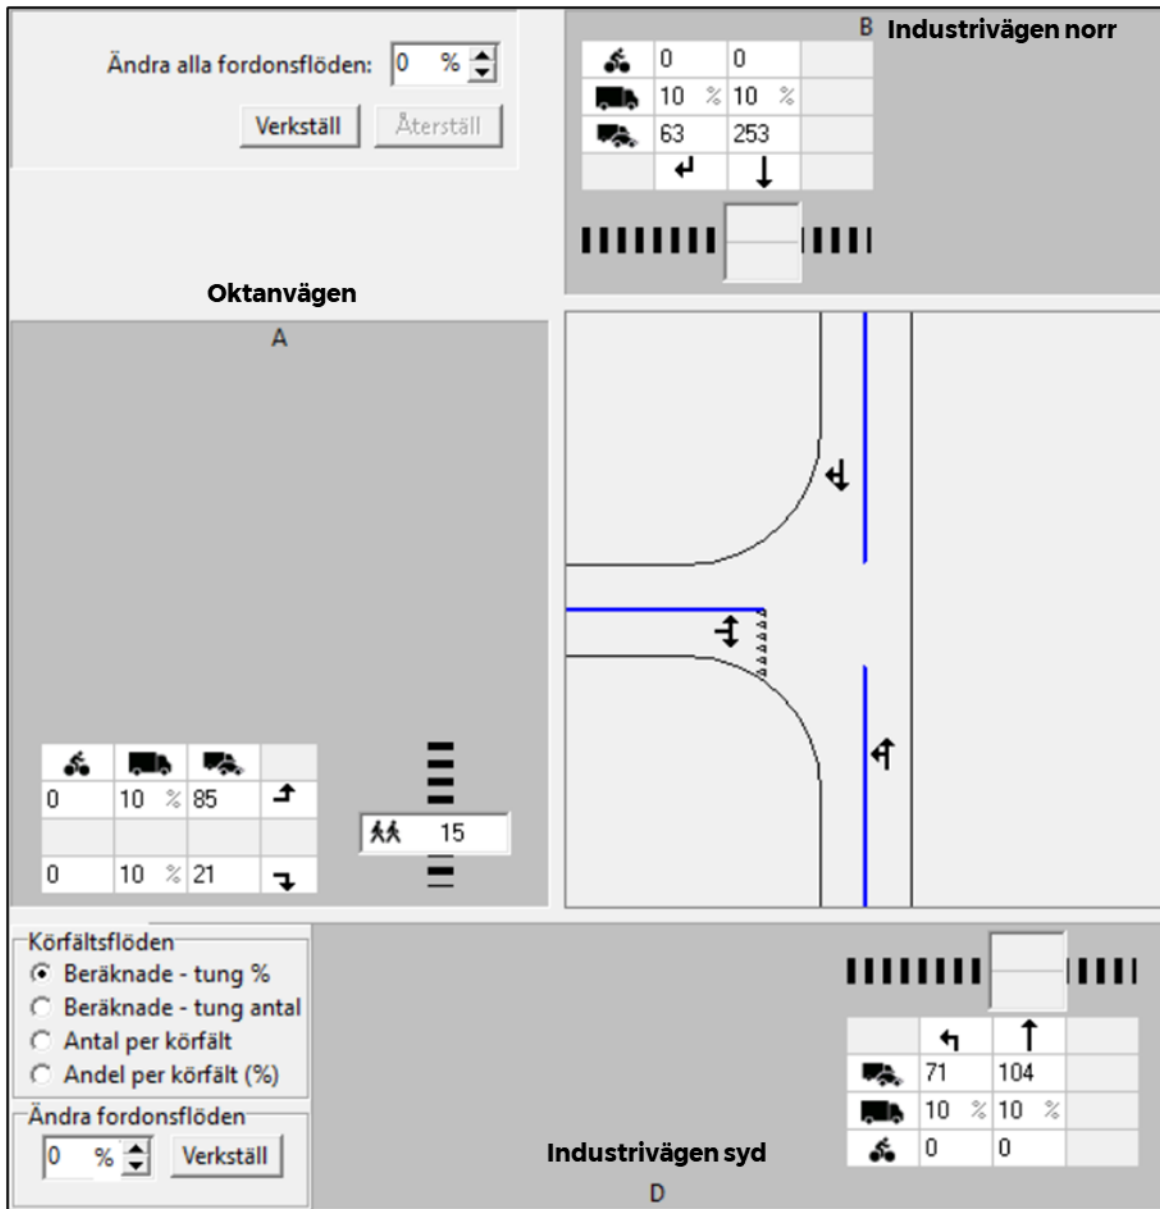 Ändra alla fordonsflöden: 0 %
Verkställ Återställ
B Industrivägen norr
0 0
10 % 10 %
63 253
Oktanvägen
A
0 10 % 85
15
0 10 % 21
Körfältsflöden
Beräknade - tung %
Beräknade - tung antal
Antal per körfält
Andel per körfält (%)
Ändra fordonsflöden
0 % Verkställ
71 104
10 % 10 %
0 0
Industrivägen syd
D